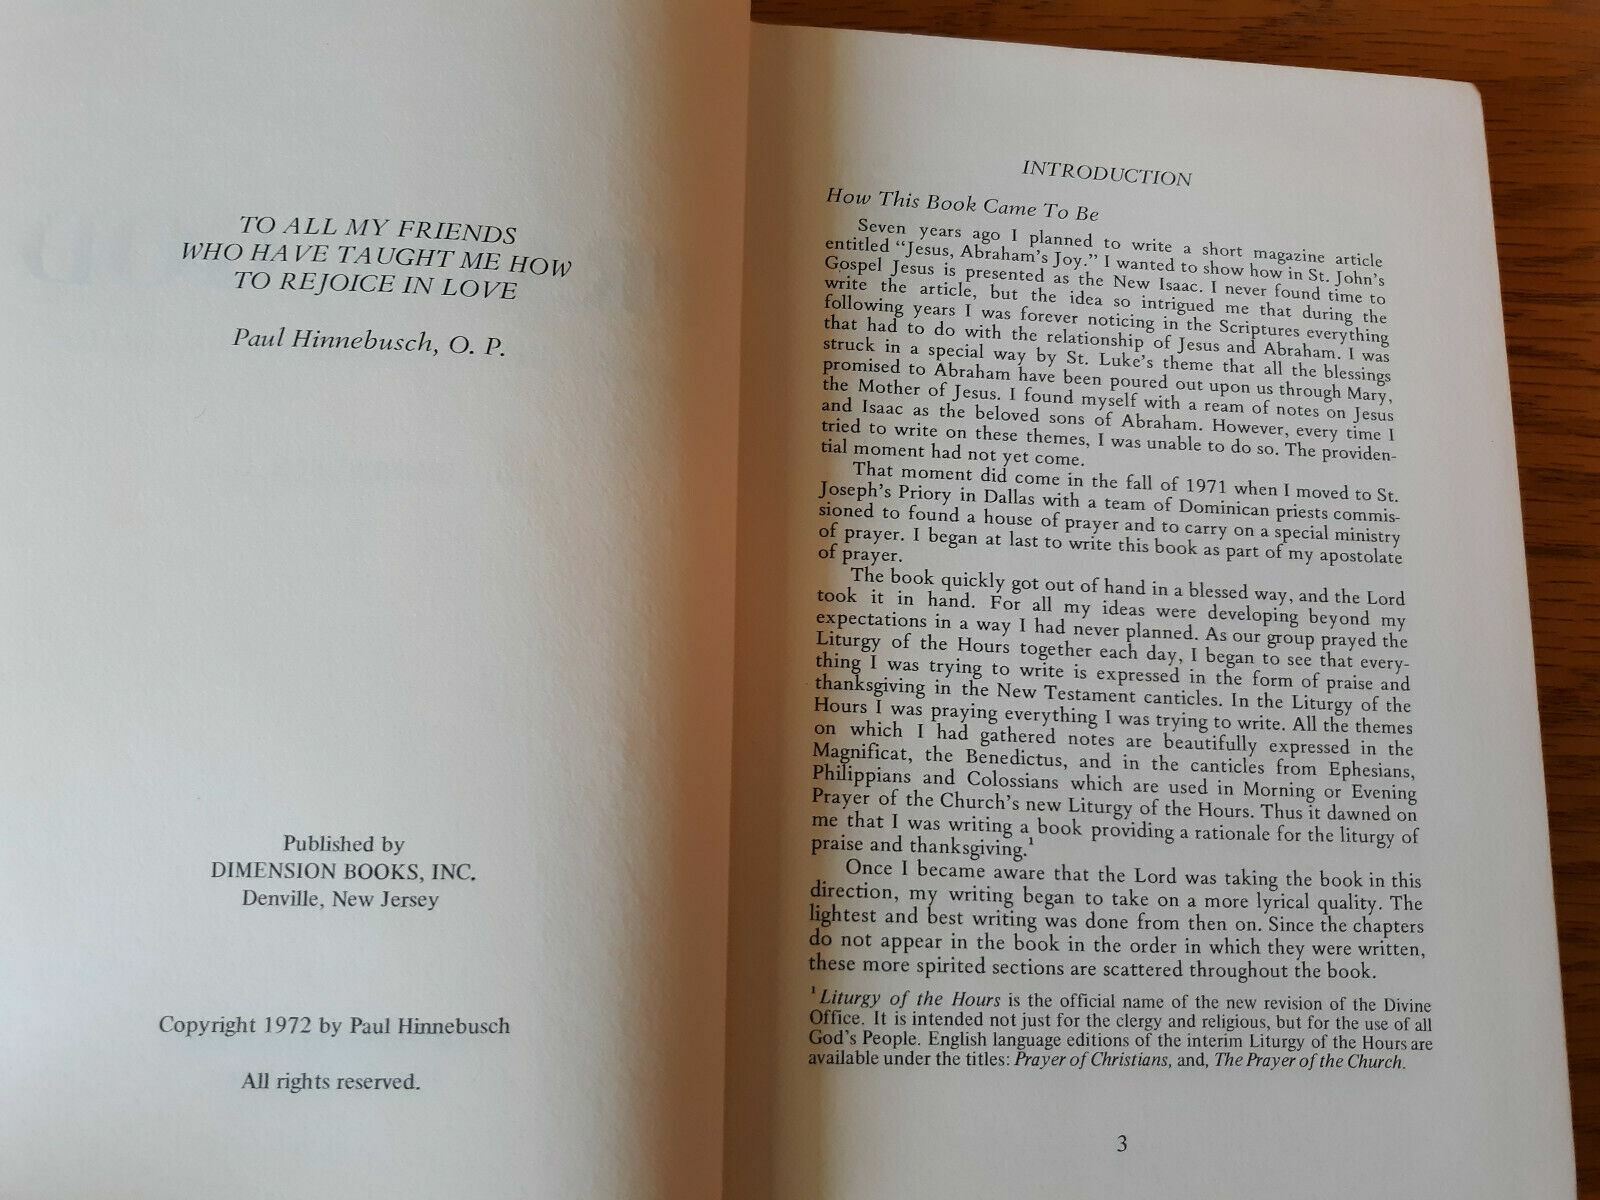 TO ALL MY FRIENDS
WHO HAVE TAUGHT ME HOW
TO REJOICE IN LOVE
Paul Hinnebusch, O. P.
Published by
DIMENSION BOOKS, INC.
Denville, New Jersey
Copyright 1972 by Paul Hinnebusch
All rights reserved.
INTRODUCTION
How This Book Came To Be
Seven years ago I planned to write a short magazine article
entitled "Jesus, Abraham's Joy." I wanted to show how in St. John's
Gospel Jesus is presented as the New Isaac. I never found time to
write the article, but the idea so intrigued me that during the
following years I was forever noticing in the Scriptures everything
that had to do with the relationship of Jesus and Abraham. I was
struck in a special way by St. Luke's theme that all the blessings
promised to Abraham have been poured out upon us through Mary,
the Mother of Jesus. I found myself with a ream of notes on Jesus
and Isaac as the beloved sons of Abraham. However, every time I
tried to write on these themes, I was unable to do so. The providen-
tial moment had not yet come.
That moment did come in the fall of 1971 when I moved to St.
Joseph's Priory in Dallas with a team of Dominican priests commis-
sioned to found a house of prayer and to carry on a special ministry
of prayer. I began at last to write this book as part of my apostolate
of prayer.
The book quickly got out of hand in a blessed way, and the Lord
took it in hand. For all my ideas were developing beyond my
expectations in a way I had never planned. As our group prayed the
Liturgy of the Hours together each day, I began to see that every-
thing I was trying to write is expressed in the form of praise and
thanksgiving in the New Testament canticles. In the Liturgy of the
Hours I was praying everything I was trying to write. All the themes
on which I had gathered notes are beautifully expressed in the
Magnificat, the Benedictus, and in the canticles from Ephesians,
Philippians and Colossians which are used in Morning or Evening
Prayer of the Church's new Liturgy of the Hours. Thus it dawned on
me that I was writing a book providing a rationale for the liturgy of
praise and thanksgiving.¹
Once I became aware that the Lord was taking the book in this
direction, my writing began to take on a more lyrical quality. The
lightest and best writing was done from then on. Since the chapters
do not appear in the book in the order in which they were written,
these more spirited sections are scattered throughout the book.
¹Liturgy of the Hours is the official name of the new revision of the Divine
Office. It is intended not just for the clergy and religious, but for the use of all
God's People. English language editions of the interim Liturgy of the Hours are
available under the titles: Prayer of Christians, and, The Prayer of the Church.
3